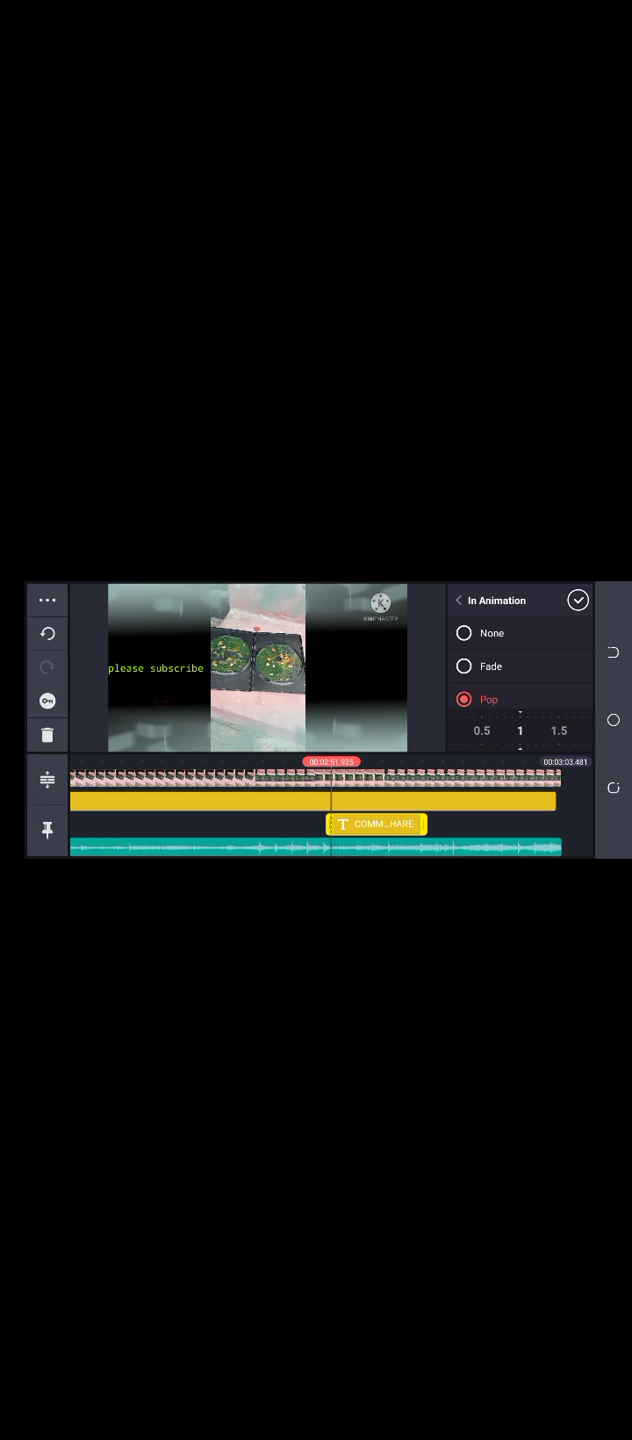 In Animation
None
Fade
Pop
0.5 1 1.5
KINEMASTER
please subscribe
00:02:51.925
00:03:03.481
T COMM...HARE